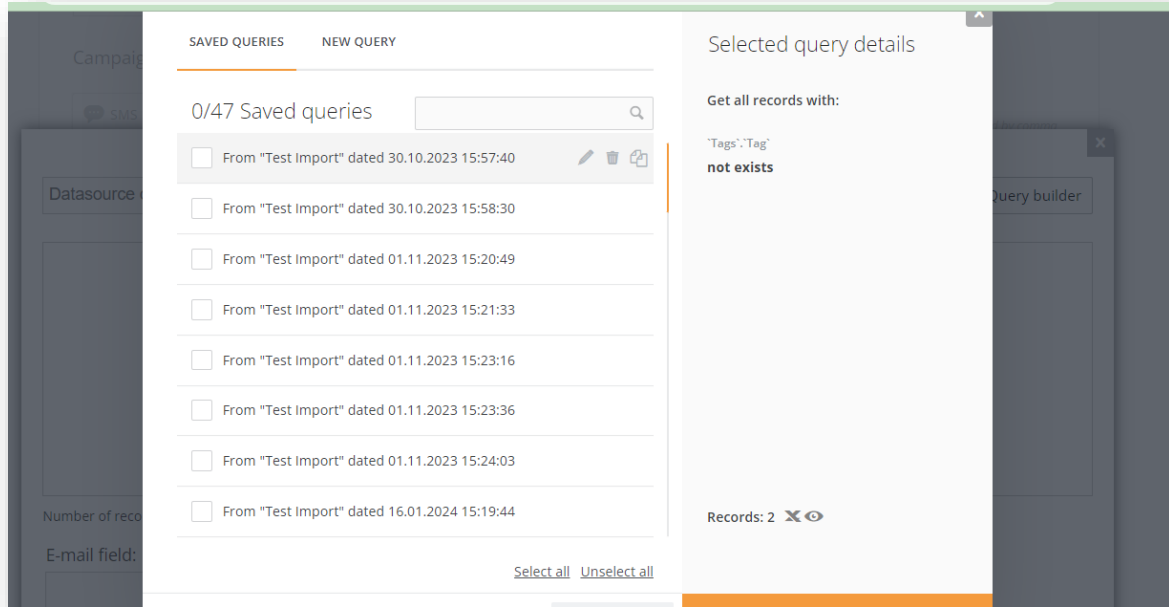 SAVED QUERIES NEW QUERY
Selected query details
Campaig
0/47 Saved queries
Get all records with:
SMS
From "Test Import" dated 30.10.2023 15:57:40
`Tags`.`Tag`
not exists
Datasource
Query builder
From "Test Import" dated 30.10.2023 15:58:30
From "Test Import" dated 01.11.2023 15:20:49
From "Test Import" dated 01.11.2023 15:21:33
From "Test Import" dated 01.11.2023 15:23:16
From "Test Import" dated 01.11.2023 15:23:36
From "Test Import" dated 01.11.2023 15:24:03
From "Test Import" dated 16.01.2024 15:19:44
Number of reco
Records: 2
E-mail field:
Select all Unselect all